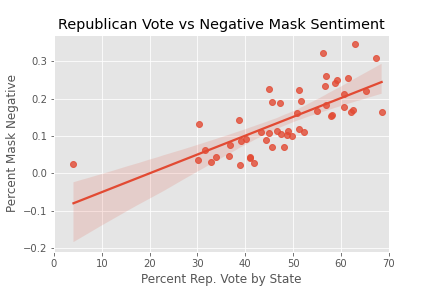 Republican Vote vs Negative Mask Sentiment
Percent Mask Negative
0.3
0.2
0.1
0.0
−0.1
−0.2
0 10 20 30 40 50 60 70
Percent Rep. Vote by State